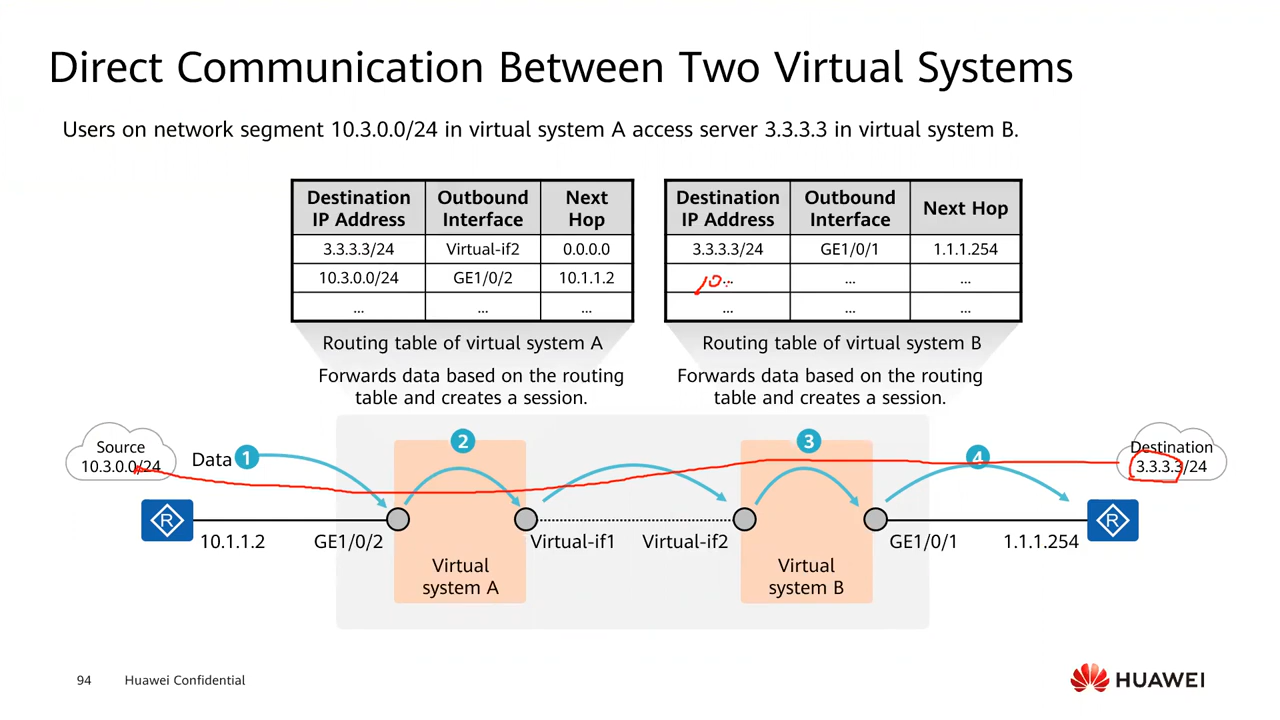 Direct Communication Between Two Virtual Systems
Users on network segment 10.3.0.0/24 in virtual system A access server 3.3.3.3 in virtual system B.
Destination IP Address Outbound Interface Next Hop
3.3.3.3/24 Virtual-if2 0.0.0.0
10.3.0.0/24 GE1/0/2 10.1.1.2
... ... ...
Routing table of virtual system A
Forwards data based on the routing
table and creates a session.
Destination IP Address Outbound Interface Next Hop
3.3.3.3/24 GE1/0/1 1.1.1.254
10... ... ...
... ... ...
Routing table of virtual system B
Forwards data based on the routing
table and creates a session.
Source
10.3.0.0/24
Data 1
2
3
4
Destination
3.3.3.3/24
R
10.1.1.2
GE1/0/2
Virtual
system A
Virtual-if1
Virtual-if2
Virtual
system B
GE1/0/1
1.1.1.254
R
94 Huawei Confidential
HUAWEI